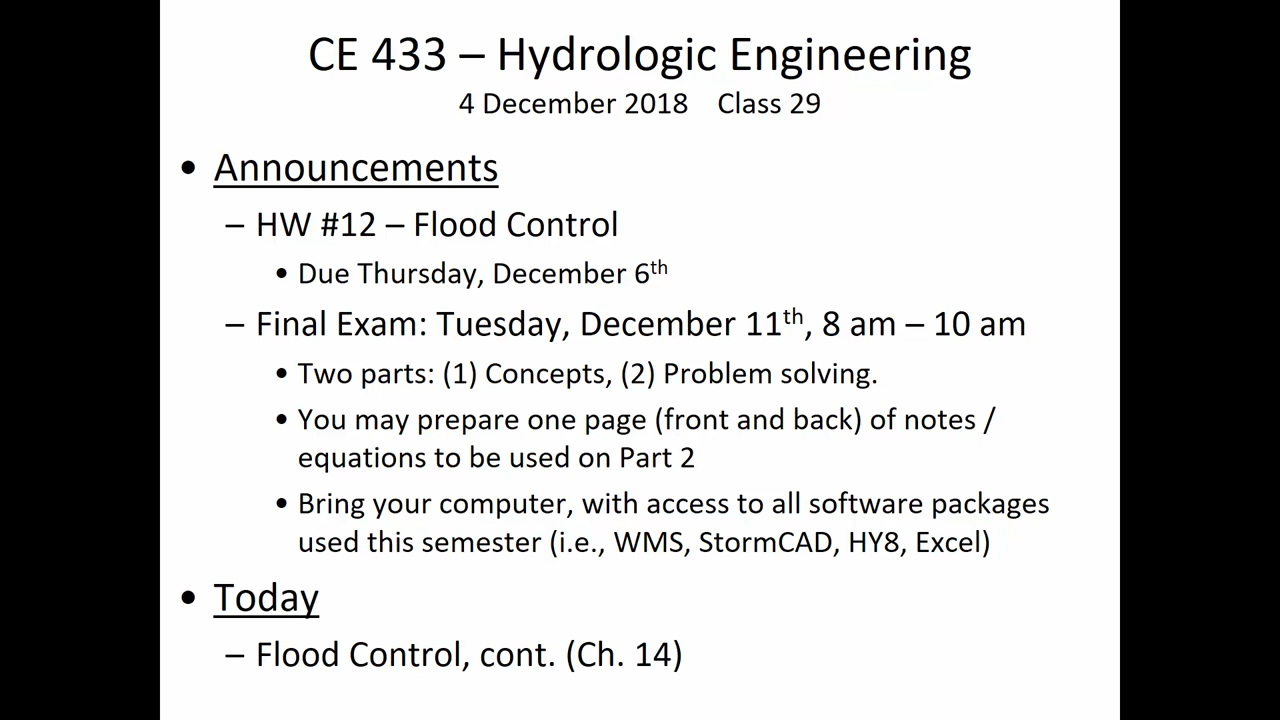 CE 433 – Hydrologic Engineering
4 December 2018 Class 29
• Announcements
– HW #12 – Flood Control
• Due Thursday, December 6th
– Final Exam: Tuesday, December 11th, 8 am – 10 am
• Two parts: (1) Concepts, (2) Problem solving.
• You may prepare one page (front and back) of notes /
equations to be used on Part 2
• Bring your computer, with access to all software packages
used this semester (i.e., WMS, StormCAD, HY8, Excel)
• Today
– Flood Control, cont. (Ch. 14)